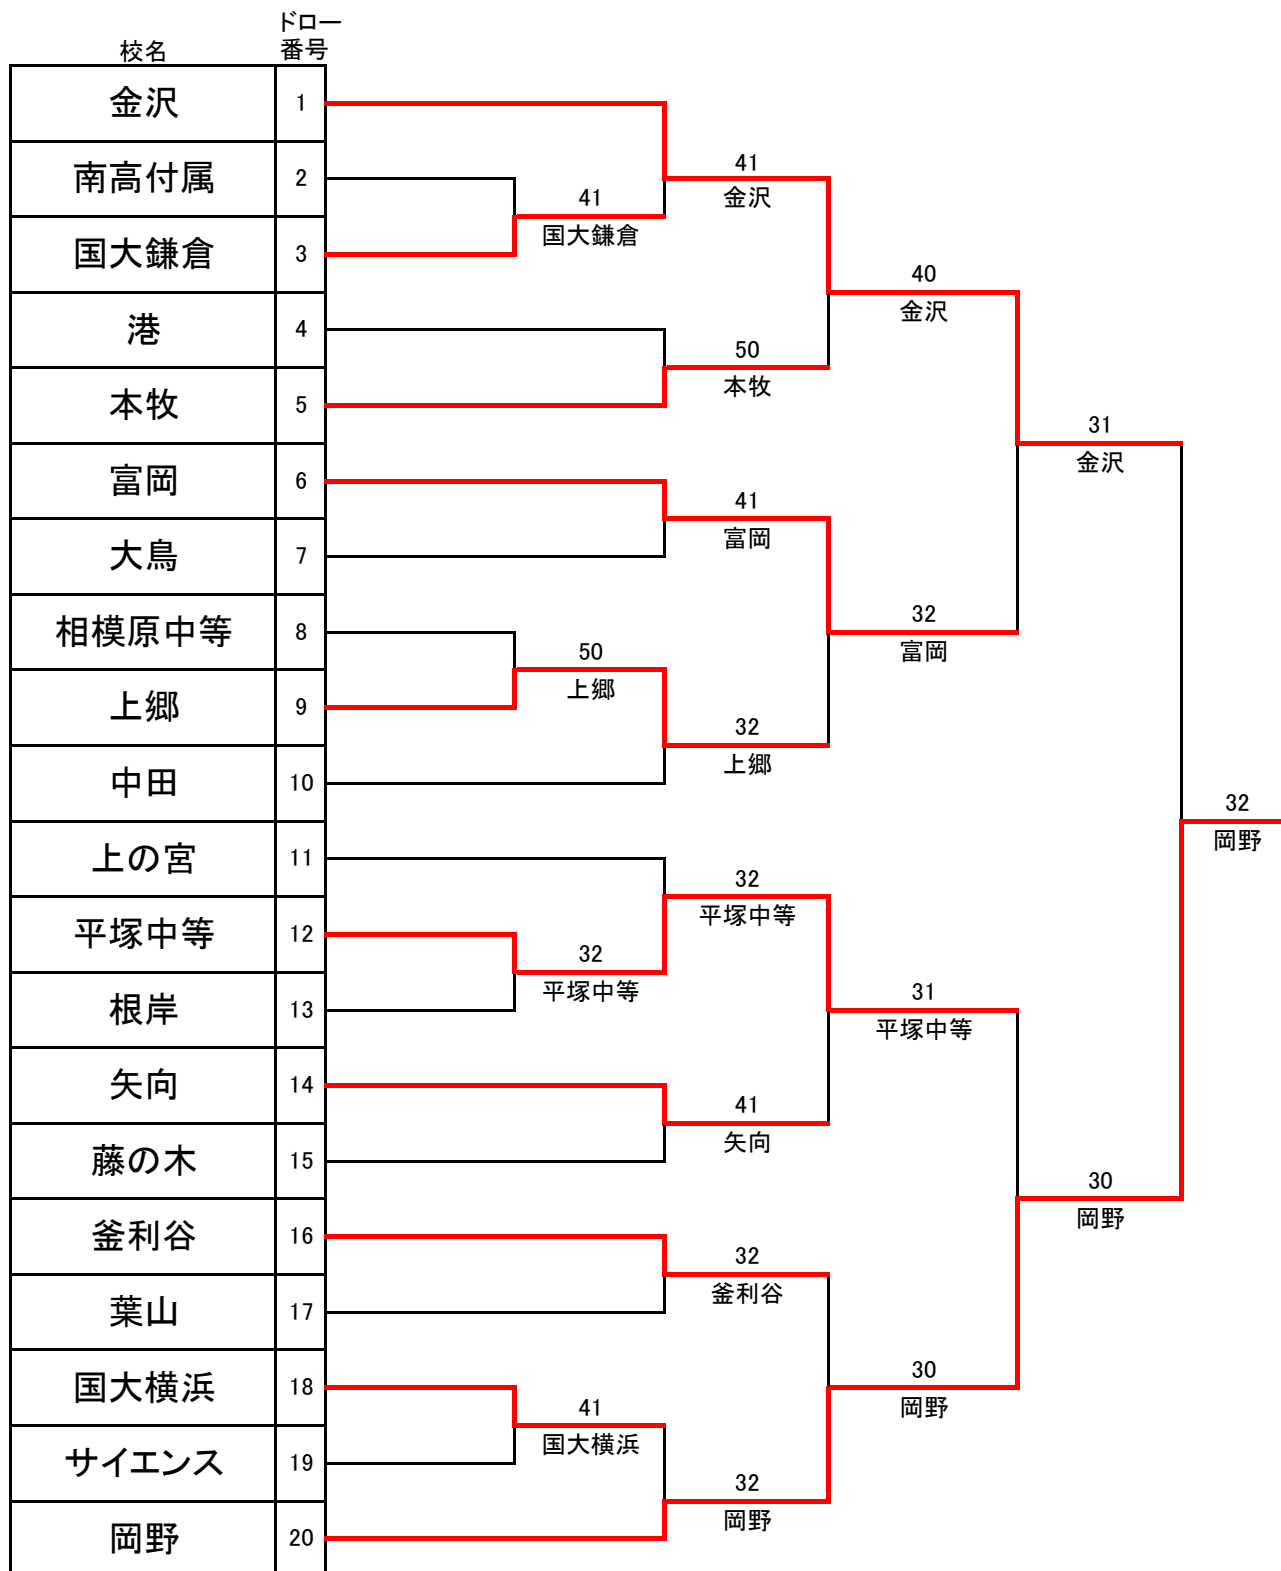 校名
ドロー
番号
金沢 1
南高付属 2
国大鎌倉 3
港 4
本牧 5
富岡 6
大鳥 7
相模原中等 8
上郷 9
中田 10
上の宮 11
平塚中等 12
根岸 13
矢向 14
藤の木 15
釜利谷 16
葉山 17
国大横浜 18
サイエンス 19
岡野 20
41
国大鎌倉
50
上郷
32
平塚中等
41
国大横浜
41
金沢
50
本牧
41
富岡
32
上郷
32
平塚中等
41
矢向
32
釜利谷
32
岡野
40
金沢
32
富岡
31
平塚中等
30
岡野
31
金沢
30
岡野
32
岡野